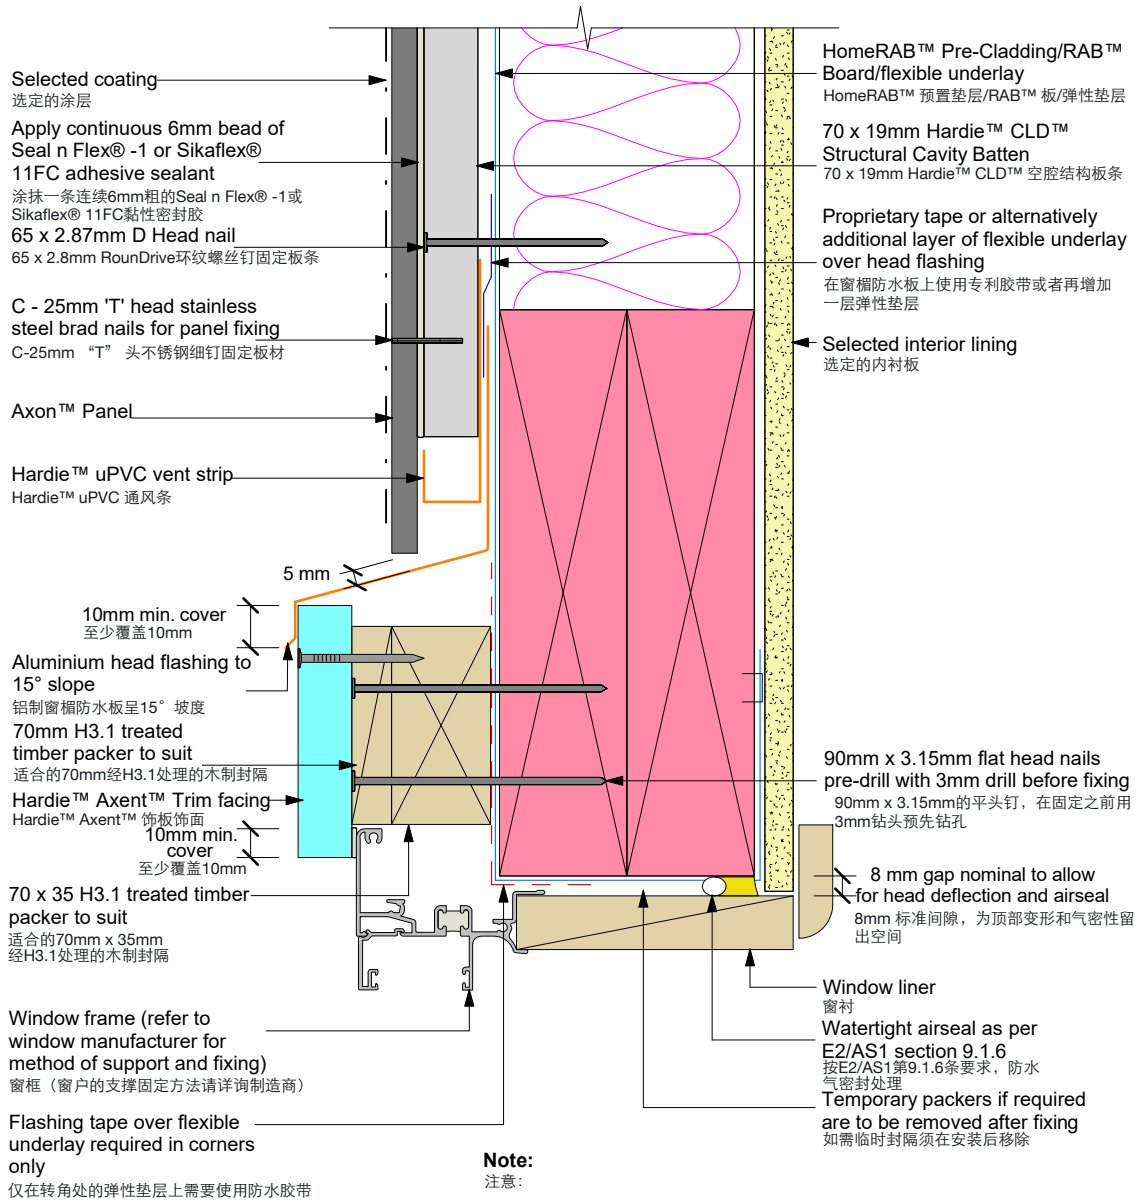 Selected coating
选定的涂层
Apply continuous 6mm bead of
Seal n Flex® -1 or Sikaflex®
11FC adhesive sealant
涂抹一条连续6mm粗的Seal n Flex® -1或
Sikaflex® 11FC黏性密封胶
65 x 2.87mm D Head nail
65 x 2.8mm RounDrive环纹螺丝钉固定板条
C - 25mm 'T' head stainless
steel brad nails for panel fixing
C-25mm “T” 头不锈钢细钉固定板材
Axon™ Panel
Hardie™ uPVC vent strip
Hardie™ uPVC 通风条
5 mm
10mm min. cover
至少覆盖10mm
Aluminium head flashing to
15° slope
铝制窗楣防水板呈15° 坡度
70mm H3.1 treated
timber packer to suit
适合的70mm经H3.1处理的木制封隔
Hardie™ Axent™ Trim facing
Hardie™ Axent™ 饰板饰面
10mm min.
cover
至少覆盖10mm
70 x 35 H3.1 treated timber
packer to suit
适合的70mm x 35mm
经H3.1处理的木制封隔
Window frame (refer to
window manufacturer for
method of support and fixing)
窗框（窗户的支撑固定方法请详询制造商）
Flashing tape over flexible
underlay required in corners
only
仅在转角处的弹性垫层上需要使用防水胶带
HomeRAB™ Pre-Cladding/RAB™
Board/flexible underlay
HomeRAB™ 预置垫层/RAB™ 板/弹性垫层
70 x 19mm Hardie™ CLD™
Structural Cavity Batten
70 x 19mm Hardie™ CLD™ 空腔结构板条
Proprietary tape or alternatively
additional layer of flexible underlay
over head flashing
在窗楣防水板上使用专利胶带或者再增加
一层弹性垫层
Selected interior lining
选定的内衬板
90mm x 3.15mm flat head nails
pre-drill with 3mm drill before fixing
90mm x 3.15mm的平头钉，在固定之前用
3mm钻头预先钻孔
8 mm gap nominal to allow
for head deflection and airseal
8mm 标准间隙，为顶部变形和气密性留
出空间
Window liner
窗衬
Watertight airseal as per
E2/AS1 section 9.1.6
按E2/AS1第9.1.6条要求，防水
气密封处理
Temporary packers if required
are to be removed after fixing
如需临时封隔须在安装后移除
Note:
注意：